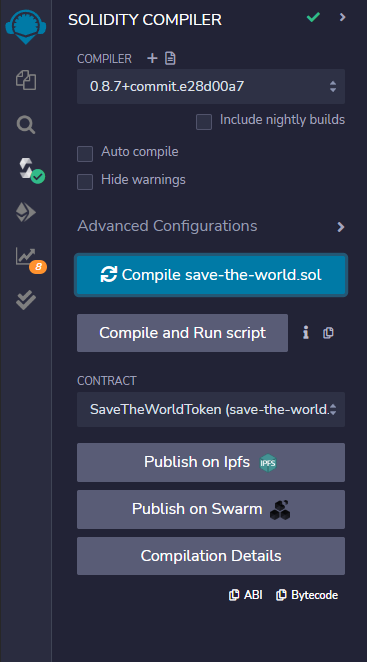 SOLIDITY COMPILER
COMPILER
0.8.7+commit.e28d00a7
Include nightly builds
Auto compile
Hide warnings
Advanced Configurations
Compile save-the-world.sol
8
Compile and Run script
CONTRACT
SaveTheWorldToken (save-the-world.
Publish on Ipfs IPFS
Publish on Swarm
Compilation Details
ABI Bytecode